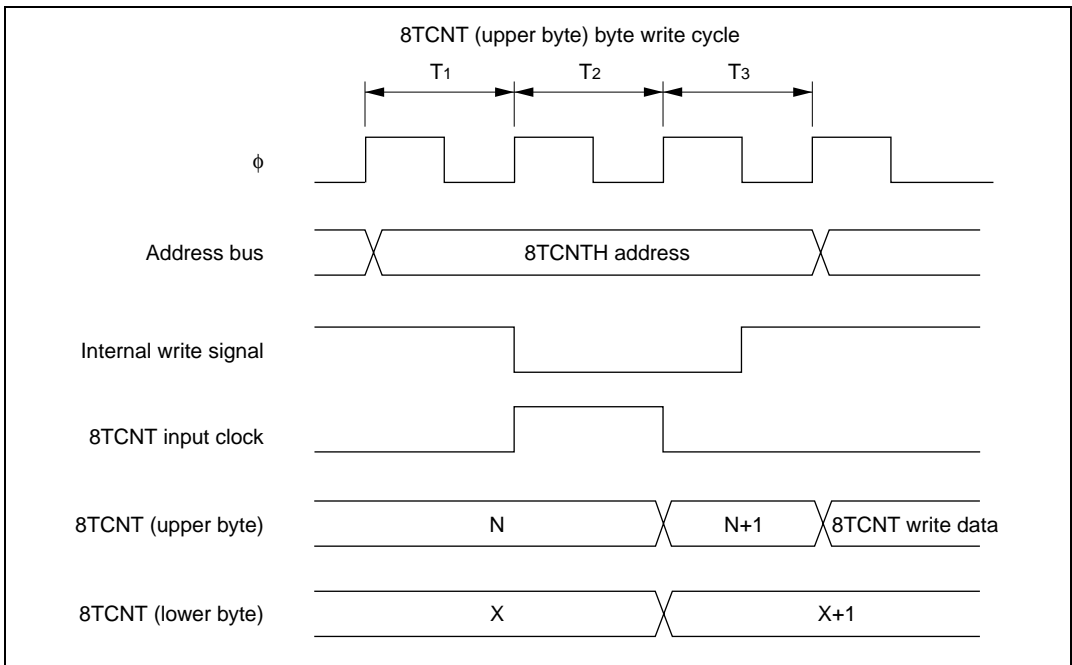 8TCNT (upper byte) byte write cycle
T1 T2 T3
ϕ
Address bus 8TCNTH address
Internal write signal
8TCNT input clock
8TCNT (upper byte) N N+1 8TCNT write data
8TCNT (lower byte) X X+1